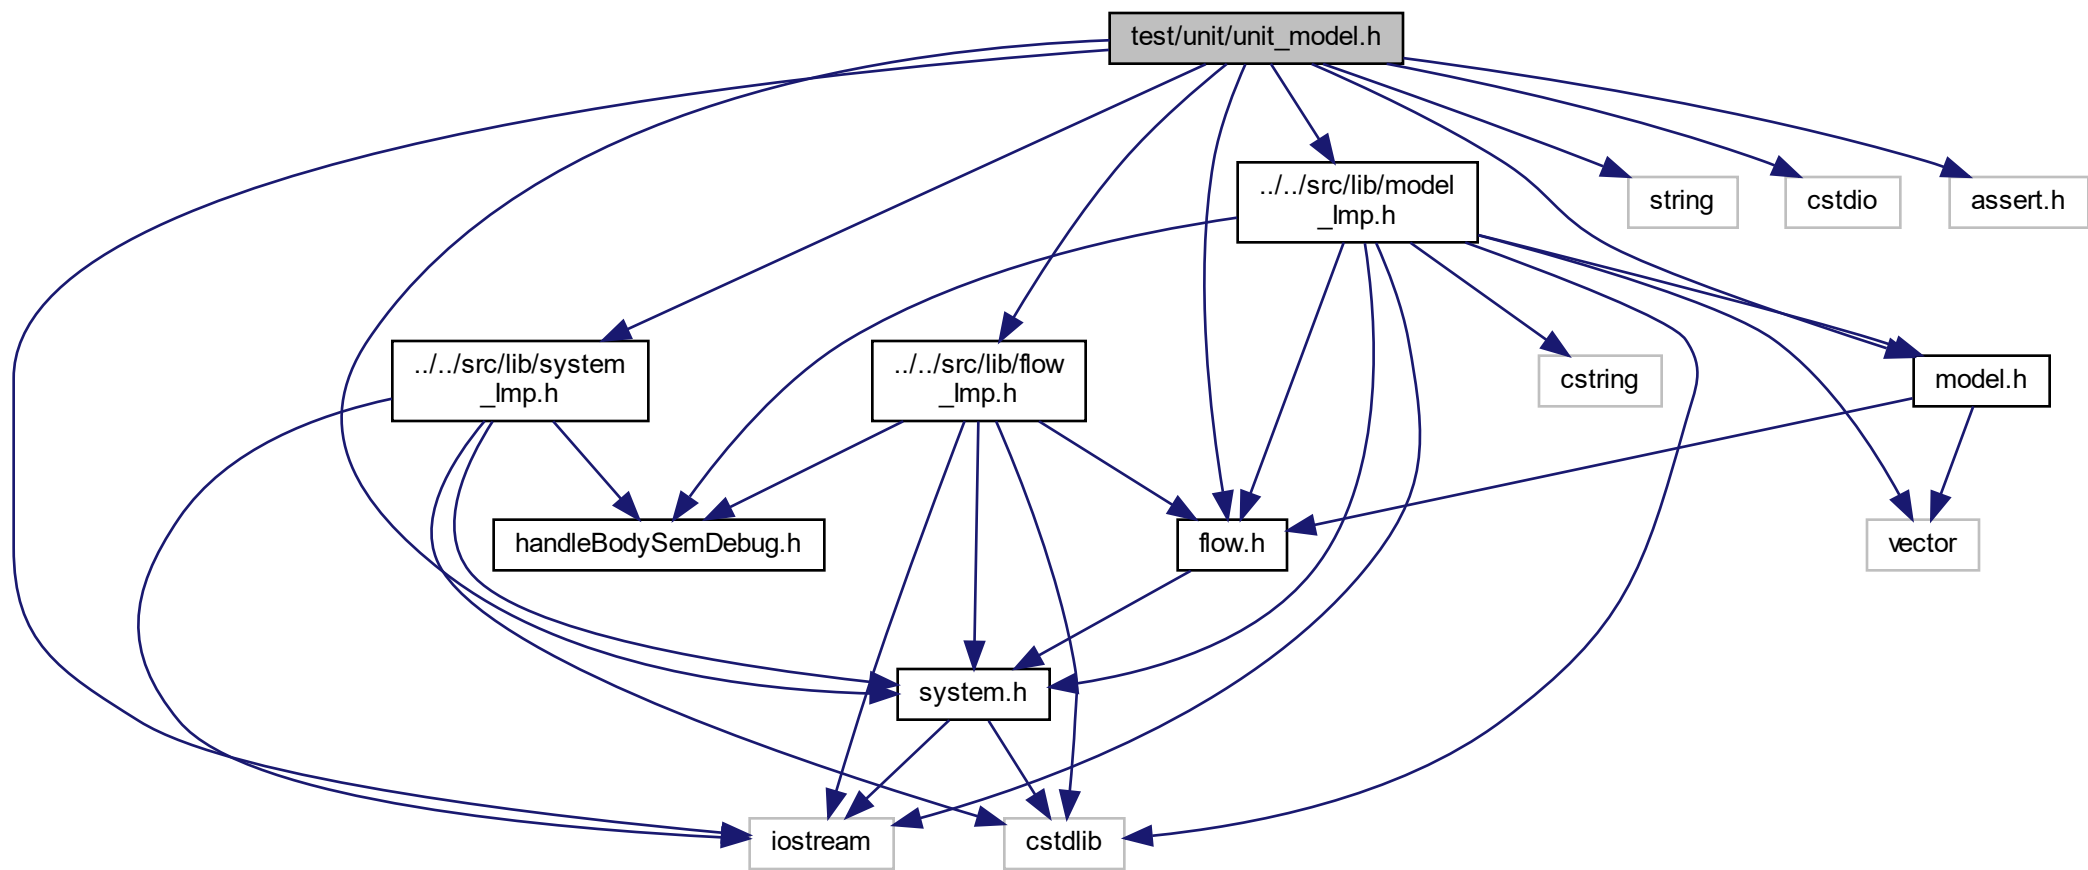 test/unit/unit_model.h
../../src/lib/model
_Imp.h
string
cstdio
assert.h
../../src/lib/system
_Imp.h
../../src/lib/flow
_Imp.h
cstring
model.h
handleBodySemDebug.h
flow.h
vector
system.h
iostream
cstdlib